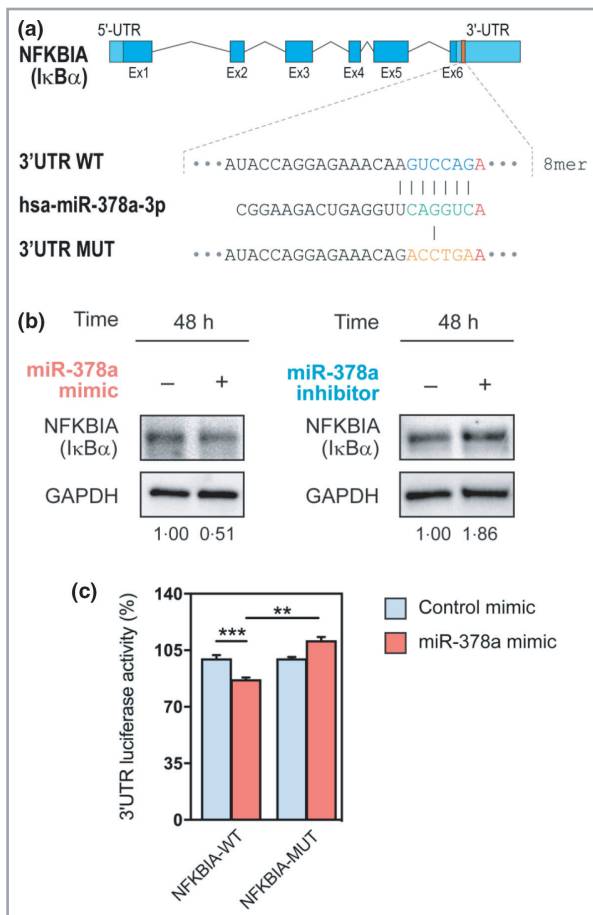 (a)
5'-UTR 3'-UTR
NFKBIA
(IκBα)
Ex1 Ex2 Ex3 Ex4 Ex5 Ex6
3'UTR WT •••AUACCAGGAGAAACAAGUCCAGA••• 8mer
hsa-miR-378a-3p CGGAAGACUGAGGUUCAGGUCA
3'UTR MUT •••AUACCAGGAGAAACAGACCTGAA•••
(b)
Time 48 h
miR-378a
mimic – +
NFKBIA
(IκBα)
GAPDH
1·00 0·51
Time 48 h
miR-378a
inhibitor – +
NFKBIA
(IκBα)
GAPDH
1·00 1·86
(c)
3'UTR luciferase activity (%)
140
105
70
35
0
*** **
NFKBIA-WT NFKBIA-MUT
Control mimic
miR-378a mimic